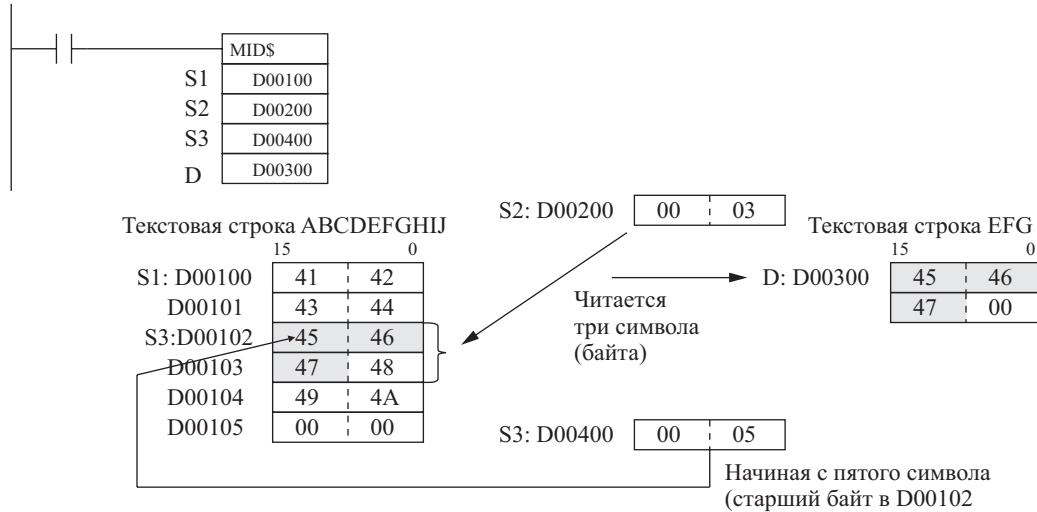 MID$
S1 D00100
S2 D00200
S3 D00400
D D00300
S2: D00200 00 03
Текстовая строка ABCDEFGHIJ
15 0
S1: D00100 41 42
D00101 43 44
S3:D00102 45 46
D00103 47 48
D00104 49 4A
D00105 00 00
Читается
три символа
(байта)
Текстовая строка EFG
15 0
D: D00300 45 46
47 00
S3: D00400 00 05
Начиная с пятого символа
(старший байт в D00102